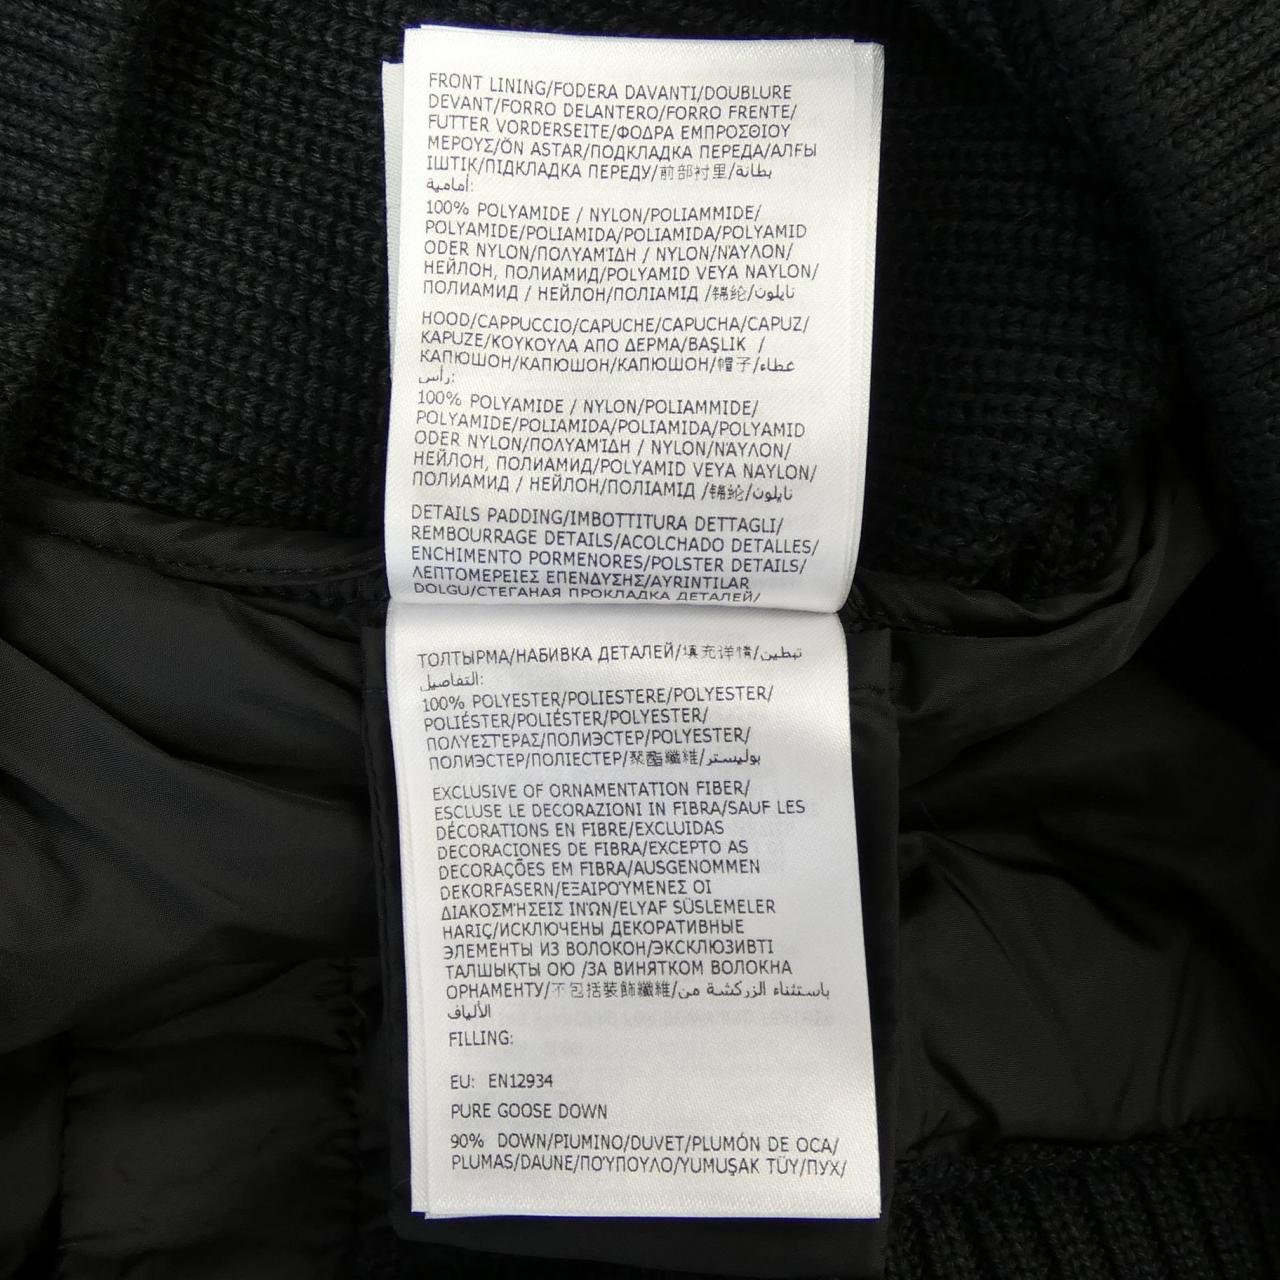 FRONT LINING/FODERA DAVANTI/DOUBLURE
DEVANT/FORRO DELANTERO/FORRO FRENTE/
FUTTER VORDERSEITE/ΦΟΔΡΑ ΕΜΠΡΟΣΘΙΟΥ
ΜΕΡΟΥΣ/ÖN ASTAR/ПОДКЛАДКА ПЕРЕДА/АЛҒЫ
ІШТІК/ПІДКЛАДКА ПЕРЕДУ/前部衬里/بطانة
أمامية:
100% POLYAMIDE / NYLON/POLIAMMIDE/
POLYAMIDE/POLIAMIDA/POLIAMIDA/POLYAMID
ODER NYLON/ΠΟΛΥΑΜΊΔΗ / NYLON/ΝΆΥΛΟΝ/
НЕЙЛОН, ПОЛИАМИД/POLYAMID VEYA NAYLON/
ПОЛИАМИД / НЕЙЛОН/ПОЛІАМІД /锦纶/نايلون
HOOD/CAPPUCCIO/CAPUCHE/CAPUCHA/CAPUZ/
KAPUZE/ΚΟΥΚΟΥΛΑ ΑΠΟ ΔΕΡΜΑ/BAŞLIK /
КАПЮШОН/КАПЮШОН/КАПЮШОН/帽子/غطاء
رأس:
100% POLYAMIDE / NYLON/POLIAMMIDE/
POLYAMIDE/POLIAMIDA/POLIAMIDA/POLYAMID
ODER NYLON/ΠΟΛΥΑΜΊΔΗ / NYLON/ΝΆΥΛΟΝ/
НЕЙЛОН, ПОЛИАМИД/POLYAMID VEYA NAYLON/
ПОЛИАМИД / НЕЙЛОН/ПОЛІАМІД /锦纶/نايلون
DETAILS PADDING/IMBOTTITURA DETTAGLI/
REMBOURRAGE DETAILS/ACOLCHADO DETALLES/
ENCHIMENTO PORMENORES/POLSTER DETAILS/
ΛΕΠΤΟΜΕΡΕΙΕΣ ΕΠΕΝΔΥΣΗΣ/AYRINTILAR
DOLGU/СТЕГАНАЯ ПРОКЛАДКА ДЕТАЛЕЙ/
ТОЛТЫРМА/НАБИВКА ДЕТАЛЕЙ/填充详情/تبطين
التفاصيل:
100% POLYESTER/POLIESTERE/POLYESTER/
POLIÉSTER/POLIÉSTER/POLYESTER/
ΠΟΛΥΕΣΤΕΡΑΣ/ПОЛИЭСТЕР/POLYESTER/
ПОЛИЭСТЕР/ПОЛІЕСТЕР/聚酯纖維/بوليستر
EXCLUSIVE OF ORNAMENTATION FIBER/
ESCLUSE LE DECORAZIONI IN FIBRA/SAUF LES
DÉCORATIONS EN FIBRE/EXCLUIDAS
DECORACIONES DE FIBRA/EXCEPTO AS
DECORAÇÕES EM FIBRA/AUSGENOMMEN
DEKORFASERN/ΕΞΑΙΡΟΎΜΕΝΕΣ ΟΙ
ΔΙΑΚΟΣΜΉΣΕΙΣ ΙΝΏΝ/ELYAF SÜSLEMELER
HARIÇ/ИСКЛЮЧЕНЫ ДЕКОРАТИВНЫЕ
ЭЛЕМЕНТЫ ИЗ ВОЛОКОН/ЭКСКЛЮЗИВТІ
ТАЛШЫҚТЫ ОЮ /ЗА ВИНЯТКОМ ВОЛОКНА
ОРНАМЕНТУ/不包括裝飾纖維/باستثناء الزركشة من
الألياف
FILLING:
EU: EN12934
PURE GOOSE DOWN
90% DOWN/PIUMINO/DUVET/PLUMÓN DE OCA/
PLUMAS/DAUNE/ΠΟΎΠΟΥΛΟ/YUMUŞAK TÜY/ПУХ/